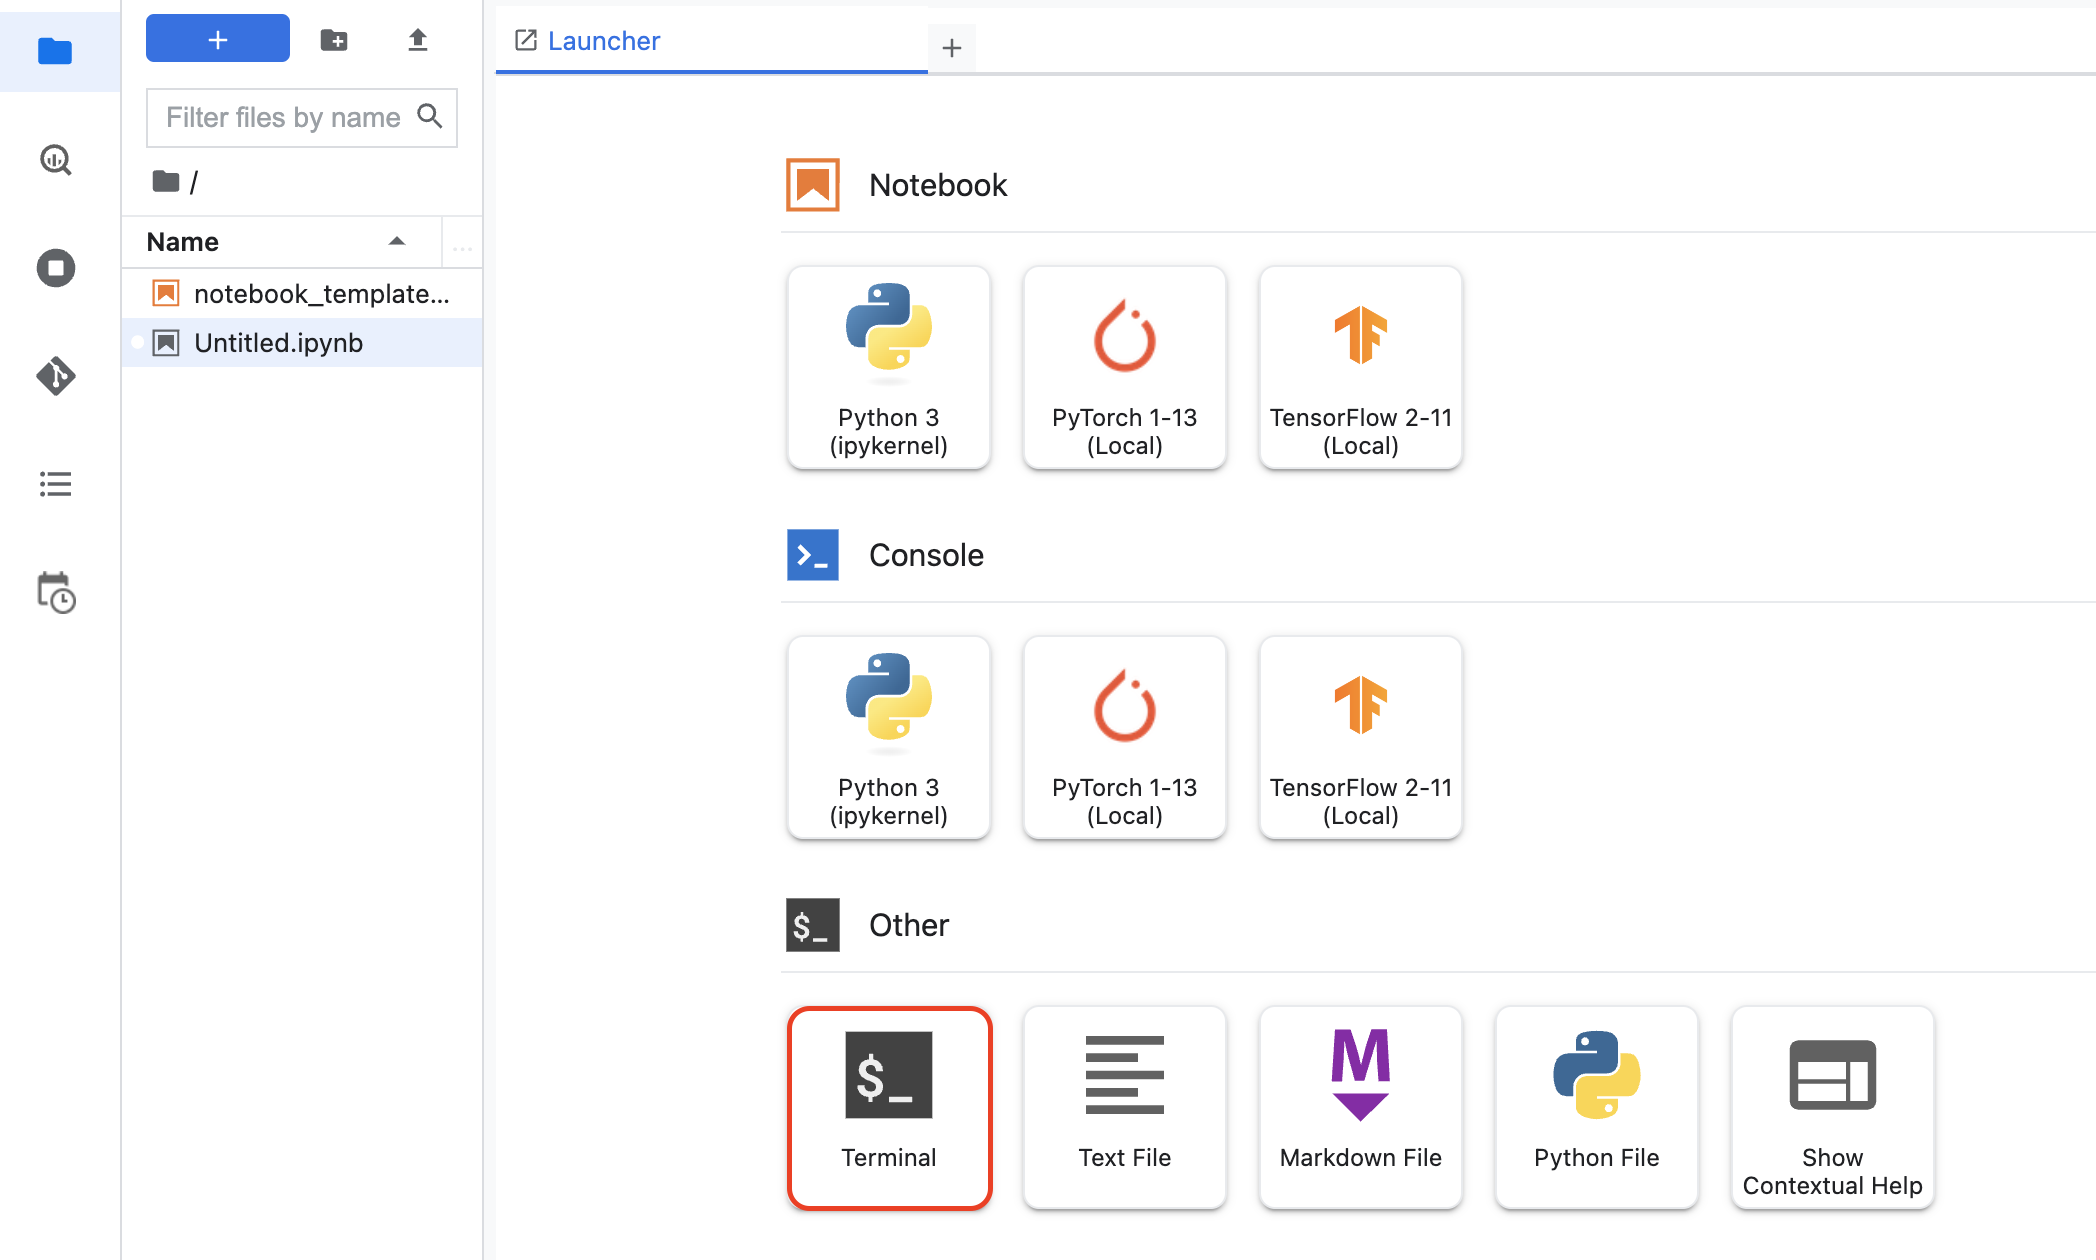 +
Launcher
+
Filter files by name
/
Name
...
notebook_template...
Untitled.ipynb
Notebook
Python 3
(ipykernel)
PyTorch 1-13
(Local)
TensorFlow 2-11
(Local)
>_ Console
Python 3
(ipykernel)
PyTorch 1-13
(Local)
TensorFlow 2-11
(Local)
$_ Other
$_
Terminal
Text File
M
Markdown File
Python File
Show
Contextual Help